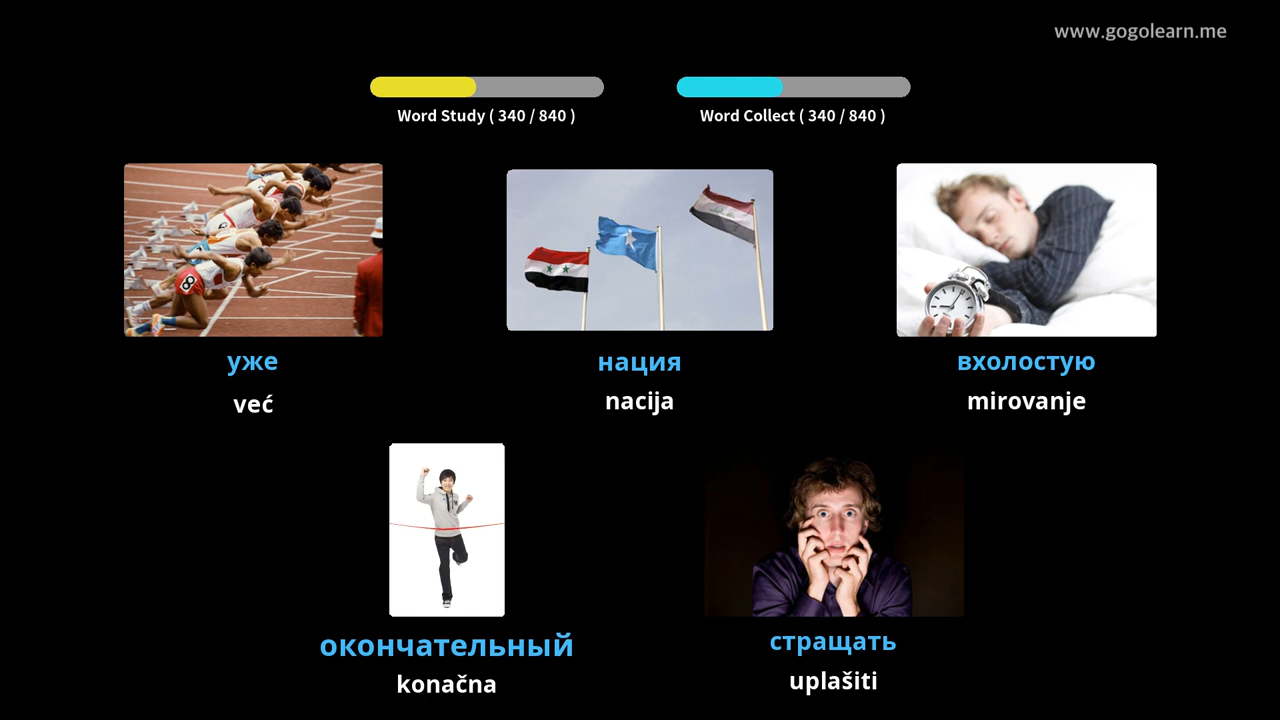 www.gogolearn.me
Word Study ( 340 / 840 )
Word Collect ( 340 / 840 )
уже
već
нация
nacija
вхолостую
mirovanje
окончательный
konačna
стращать
uplašiti